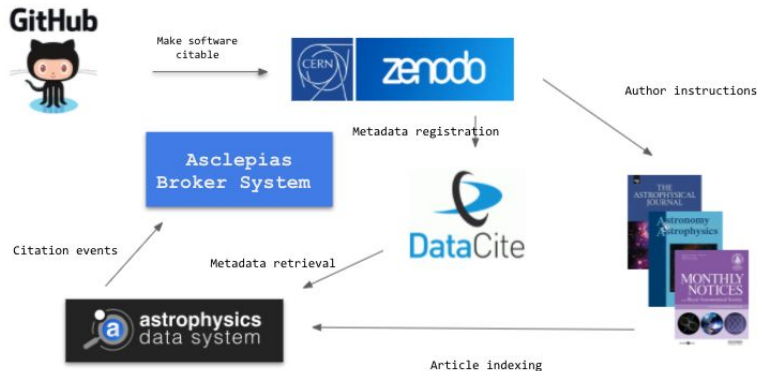 GitHub
Make software
citable
CERN
zenodo
Author instructions
Metadata registration
Asclepias
Broker System
THE
ASTROPHYSICAL
JOURNAL
DataCite
Astronomy
Astrophysics
Citation events
Metadata retrieval
MONTHLY
NOTICES
a
astrophysics
data system
Article indexing